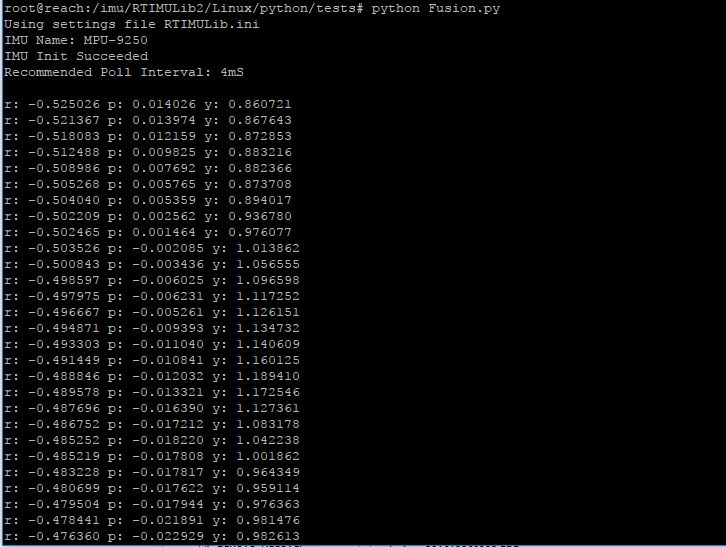 root@reach:/imu/RTIMULib2/Linux/python/tests# python Fusion.py
Using settings file RTIMULib.ini
IMU Name: MPU-9250
IMU Init Succeeded
Recommended Poll Interval: 4mS
r: -0.525026 p: 0.014026 y: 0.860721
r: -0.521367 p: 0.013974 y: 0.867643
r: -0.518083 p: 0.012159 y: 0.872853
r: -0.512488 p: 0.009825 y: 0.883216
r: -0.508986 p: 0.007692 y: 0.882366
r: -0.505268 p: 0.005765 y: 0.873708
r: -0.504040 p: 0.005359 y: 0.894017
r: -0.502209 p: 0.002562 y: 0.936780
r: -0.502465 p: 0.001464 y: 0.976077
r: -0.503526 p: -0.002085 y: 1.013862
r: -0.500843 p: -0.003436 y: 1.056555
r: -0.498597 p: -0.006025 y: 1.096598
r: -0.497975 p: -0.006231 y: 1.117252
r: -0.496667 p: -0.005261 y: 1.126151
r: -0.494871 p: -0.009393 y: 1.134732
r: -0.493303 p: -0.011040 y: 1.140609
r: -0.491449 p: -0.010841 y: 1.160125
r: -0.488846 p: -0.012032 y: 1.189410
r: -0.489578 p: -0.013321 y: 1.172546
r: -0.487696 p: -0.016390 y: 1.127361
r: -0.486752 p: -0.017212 y: 1.083178
r: -0.485252 p: -0.018220 y: 1.042238
r: -0.485219 p: -0.017808 y: 1.001862
r: -0.483228 p: -0.017817 y: 0.964349
r: -0.480699 p: -0.017622 y: 0.959114
r: -0.479504 p: -0.017944 y: 0.976363
r: -0.478441 p: -0.021891 y: 0.981476
r: -0.476360 p: -0.022929 y: 0.982613